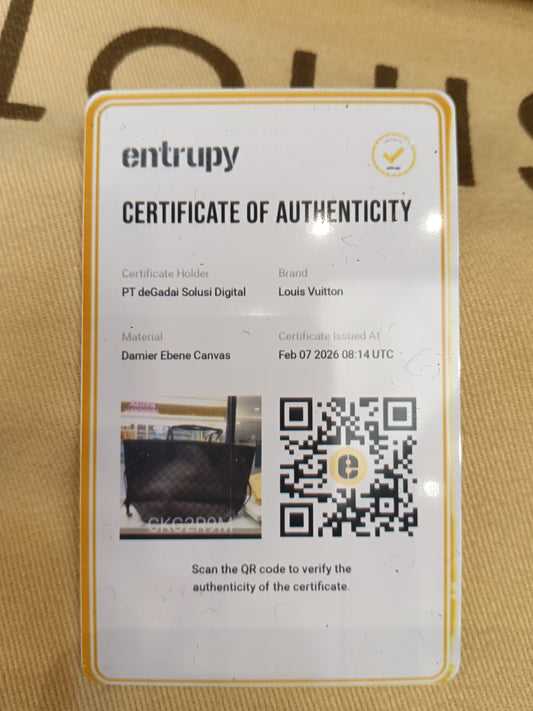 Louis
entrupy
CERTIFICATE OF AUTHENTICITY
Certificate Holder
PT deGadai Solusi Digital
Brand
Louis Vuitton
Material
Damier Ebene Canvas
Certificate Issued At
Feb 07 2026 08:14 UTC
CKG2R9M
Scan the QR code to verify the
authenticity of the certificate.